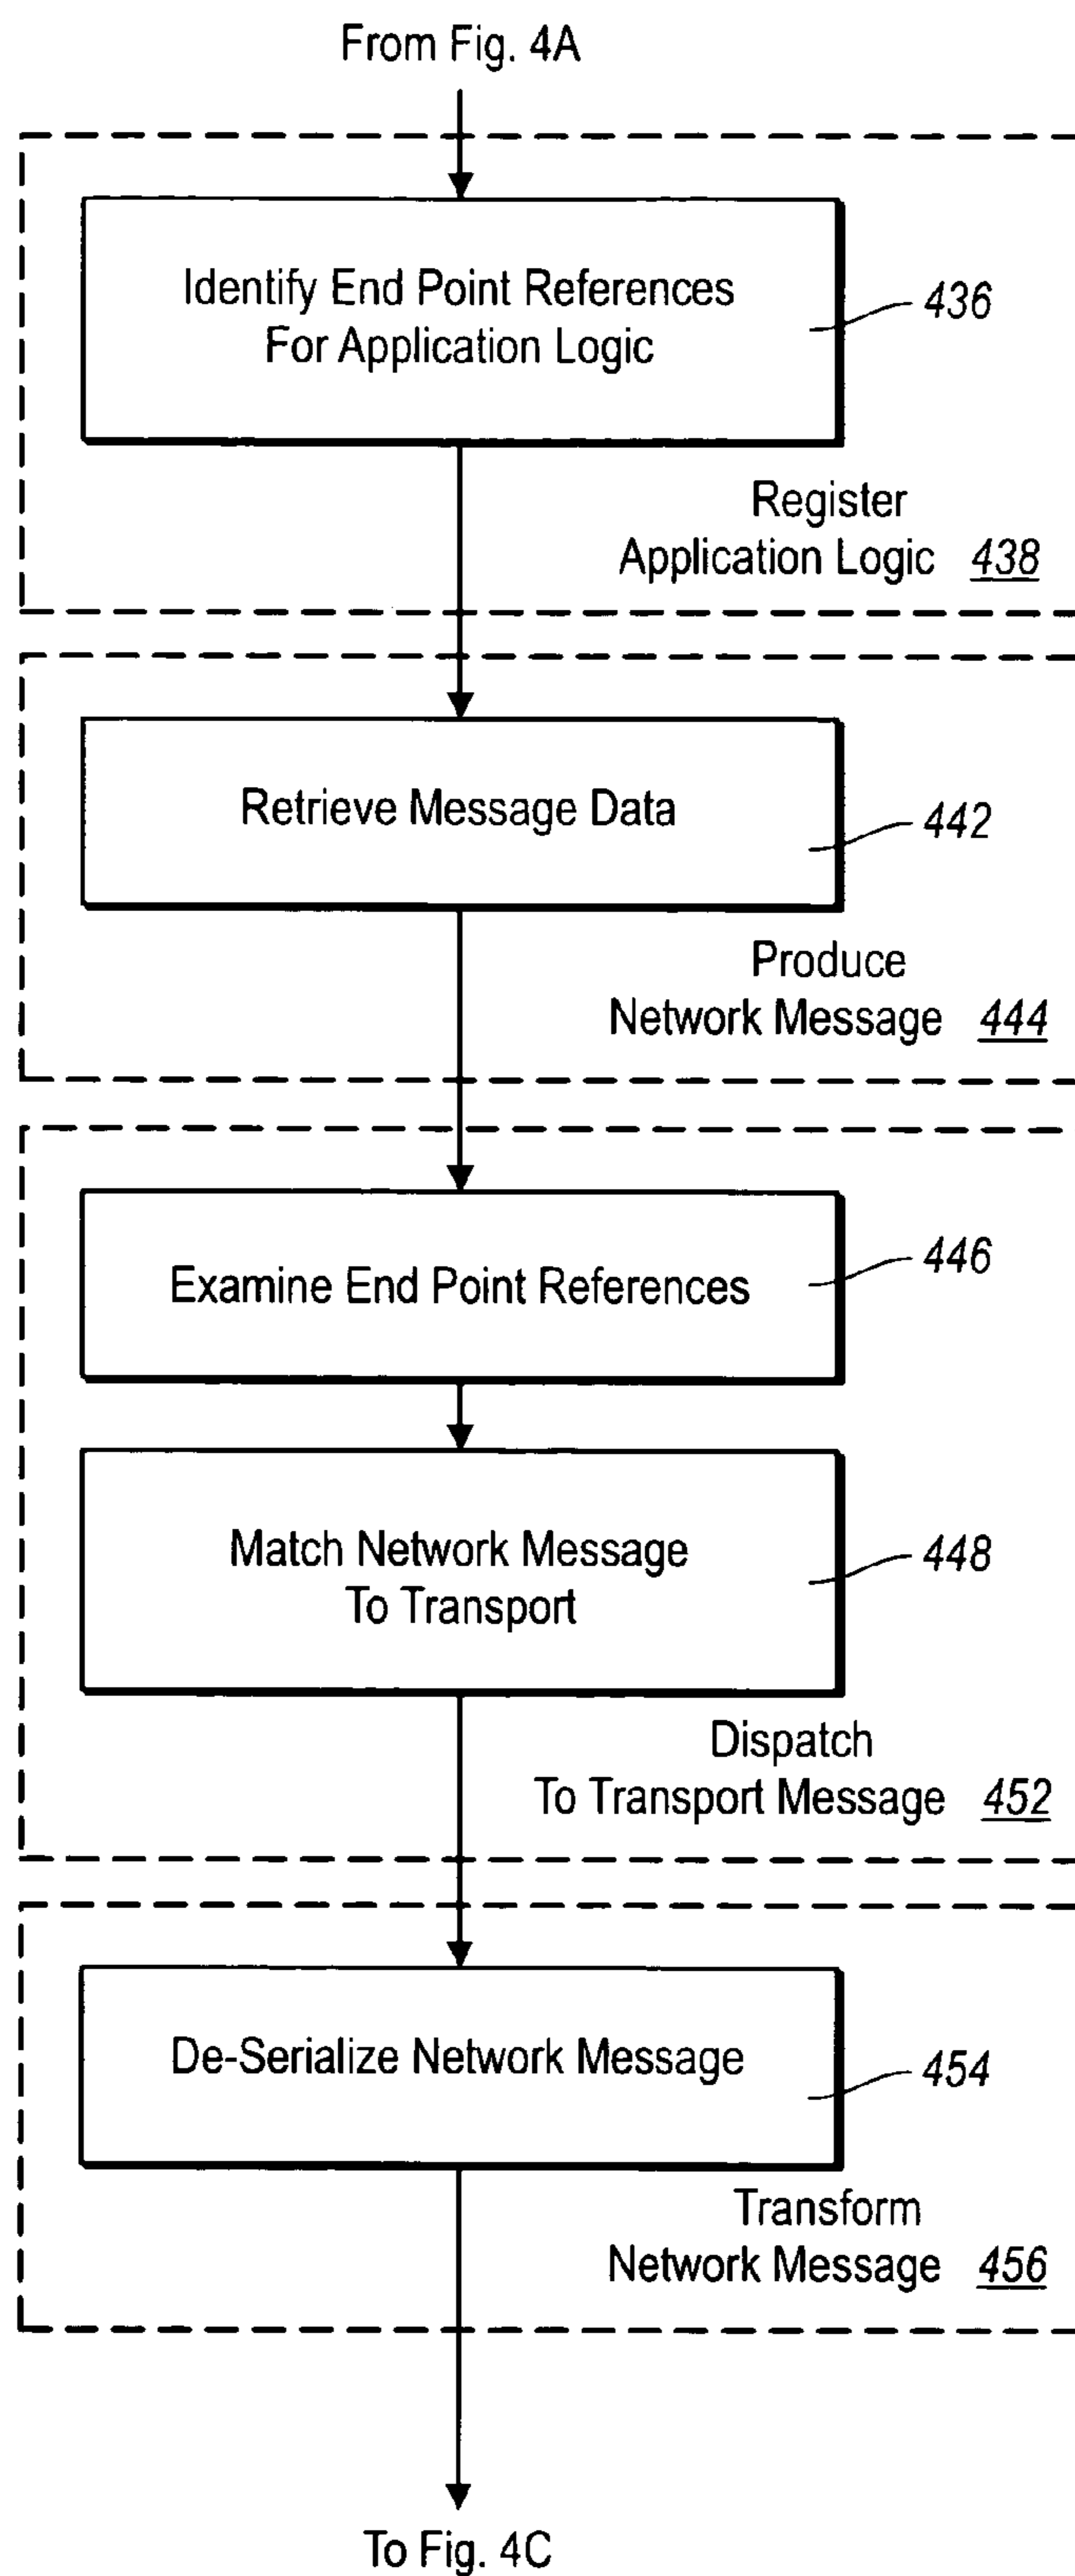 From Fig. 4A
Identify End Point References
For Application Logic
436
Register
Application Logic 438
Retrieve Message Data
442
Produce
Network Message 444
Examine End Point References
446
Match Network Message
To Transport
448
Dispatch
To Transport Message 452
De-Serialize Network Message
454
Transform
Network Message 456
To Fig. 4C